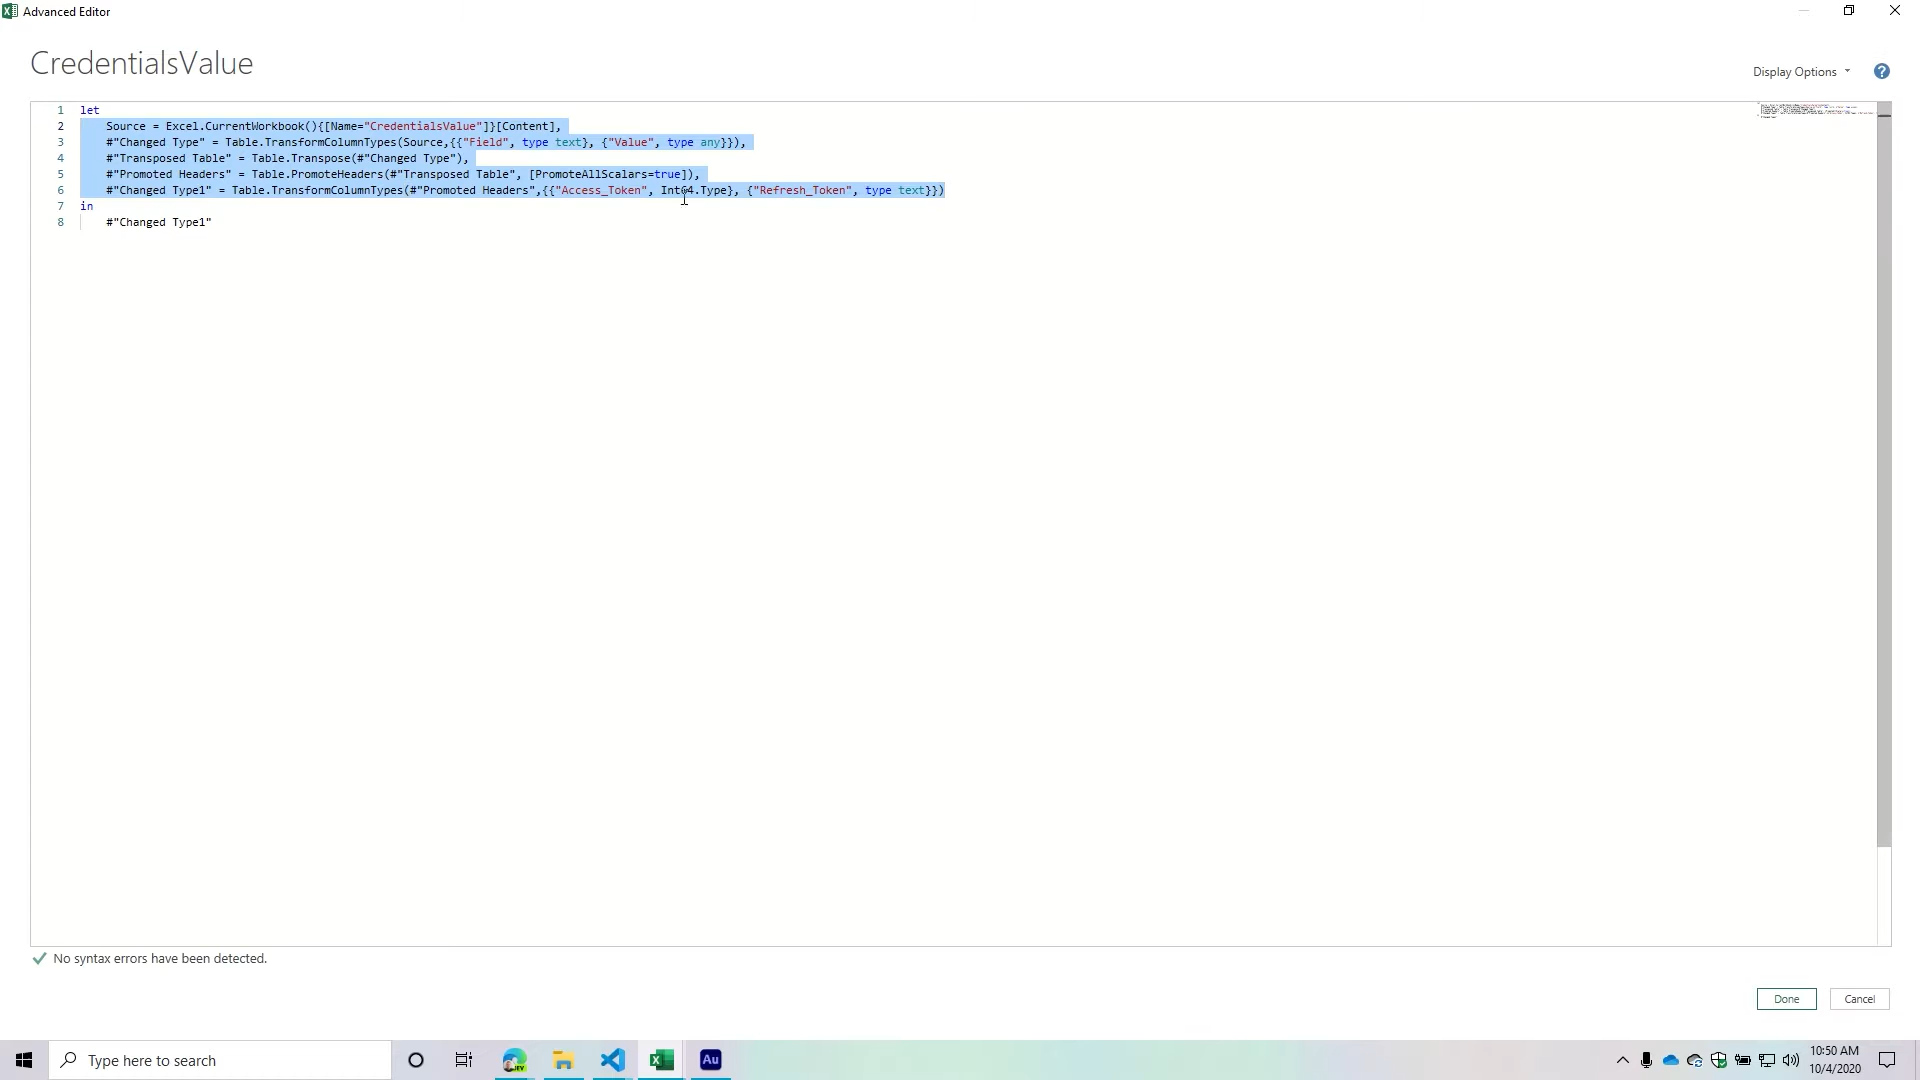 Advanced Editor
CredentialsValue
Display Options
?
1 let
2 Source = Excel.CurrentWorkbook(){[Name="CredentialsValue"]}[Content],
3 #"Changed Type" = Table.TransformColumnTypes(Source,{{"Field", type text}, {"Value", type any}}),
4 #"Transposed Table" = Table.Transpose(#"Changed Type"),
5 #"Promoted Headers" = Table.PromoteHeaders(#"Transposed Table", [PromoteAllScalars=true]),
6 #"Changed Type1" = Table.TransformColumnTypes(#"Promoted Headers",{{"Access_Token", Int64.Type}, {"Refresh_Token", type text}})
7 in
8 #"Changed Type1"
No syntax errors have been detected.
Done Cancel
Type here to search
DEV
Au
10:50 AM
10/4/2020